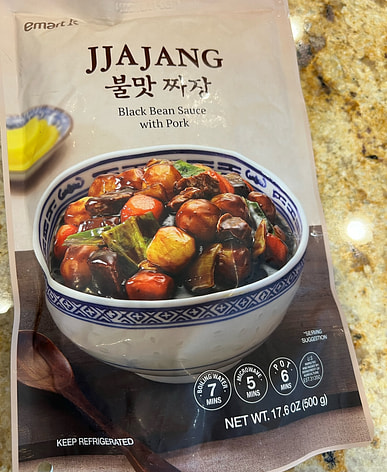 emart
JJAJANG
불맛 짜장
Black Bean Sauce
with Pork
*SERVING
SUGGESTION
BOILING WATER
7
MINS
MICROWAVE
5
MINS
POT
6
MINS
NET WT. 17.6 OZ (500 g)
KEEP REFRIGERATED